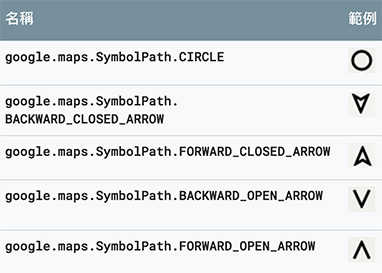 名稱 範例
google.maps.SymbolPath.CIRCLE
google.maps.SymbolPath.
BACKWARD_CLOSED_ARROW
google.maps.SymbolPath.FORWARD_CLOSED_ARROW
google.maps.SymbolPath.BACKWARD_OPEN_ARROW
google.maps.SymbolPath.FORWARD_OPEN_ARROW